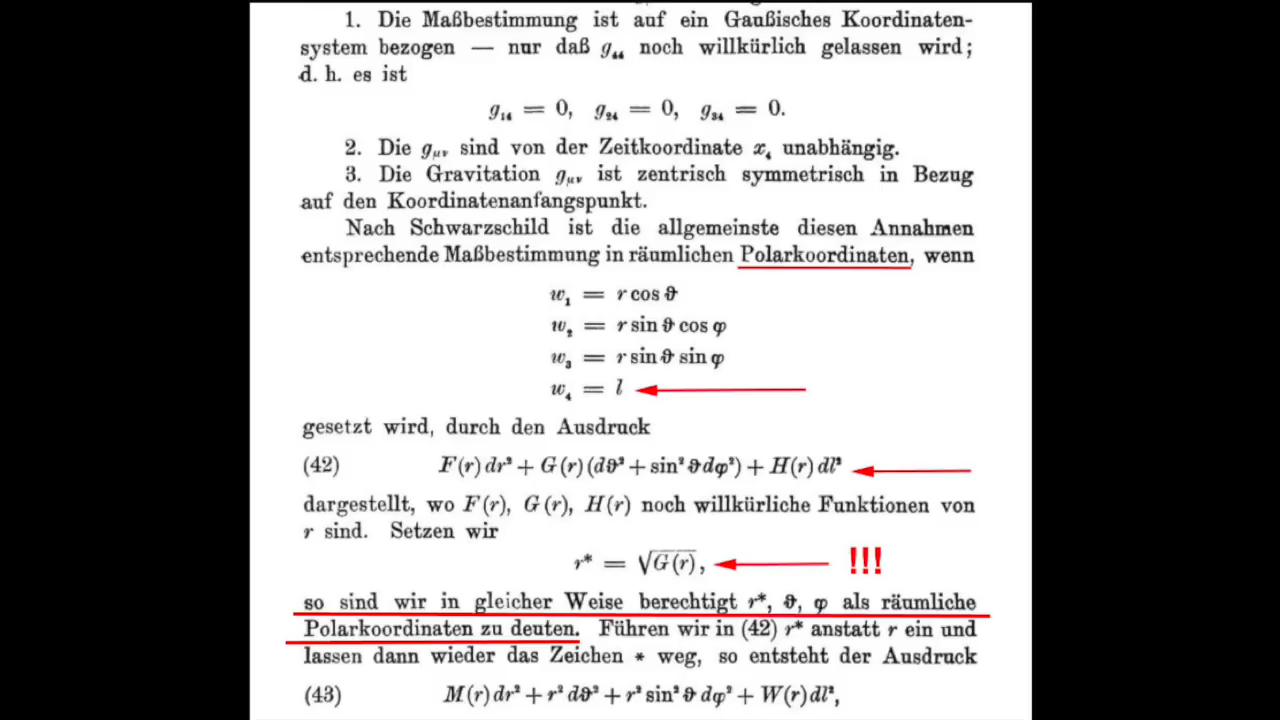 1. Die Maßbestimmung ist auf ein Gaußisches Koordinaten-
system bezogen — nur daß g₄₄ noch willkürlich gelassen wird;
d. h. es ist
g₁₄ = 0, g₂₄ = 0, g₃₄ = 0.
2. Die gμν sind von der Zeitkoordinate x₄ unabhängig.
3. Die Gravitation gμν ist zentrisch symmetrisch in Bezug
auf den Koordinatenanfangspunkt.
Nach Schwarzschild ist die allgemeinste diesen Annahmen
entsprechende Maßbestimmung in räumlichen Polarkoordinaten, wenn
w₁ = r cos ϑ
w₂ = r sin ϑ cos φ
w₃ = r sin ϑ sin φ
w₄ = l
gesetzt wird, durch den Ausdruck
(42) F(r) dr² + G(r) (dϑ² + sin² ϑ dφ²) + H(r) dl²
dargestellt, wo F(r), G(r), H(r) noch willkürliche Funktionen von
r sind. Setzen wir
r* = √G(r), !!!
so sind wir in gleicher Weise berechtigt r*, ϑ, φ als räumliche
Polarkoordinaten zu deuten. Führen wir in (42) r* anstatt r ein und
lassen dann wieder das Zeichen * weg, so entsteht der Ausdruck
(43) M(r) dr² + r² dϑ² + r² sin² ϑ dφ² + W(r) dl²,